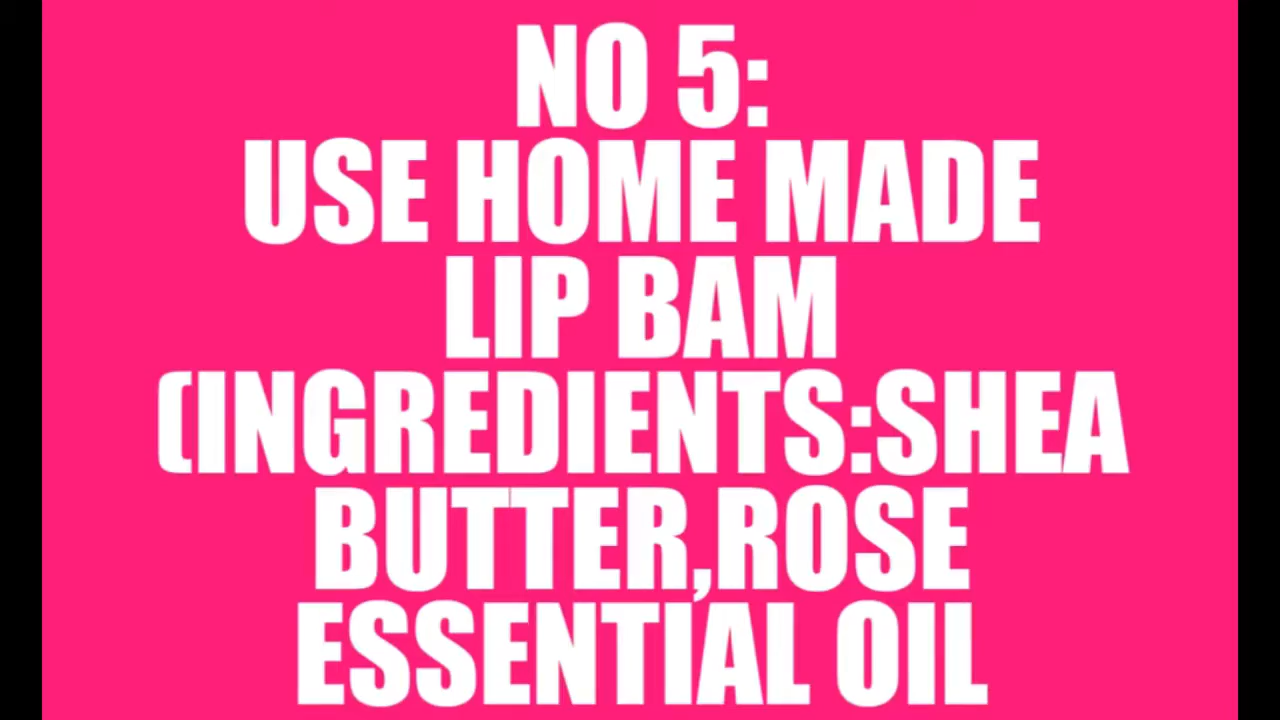 NO 5:
USE HOME MADE
LIP BAM
(INGREDIENTS:SHEA
BUTTER,ROSE
ESSENTIAL OIL